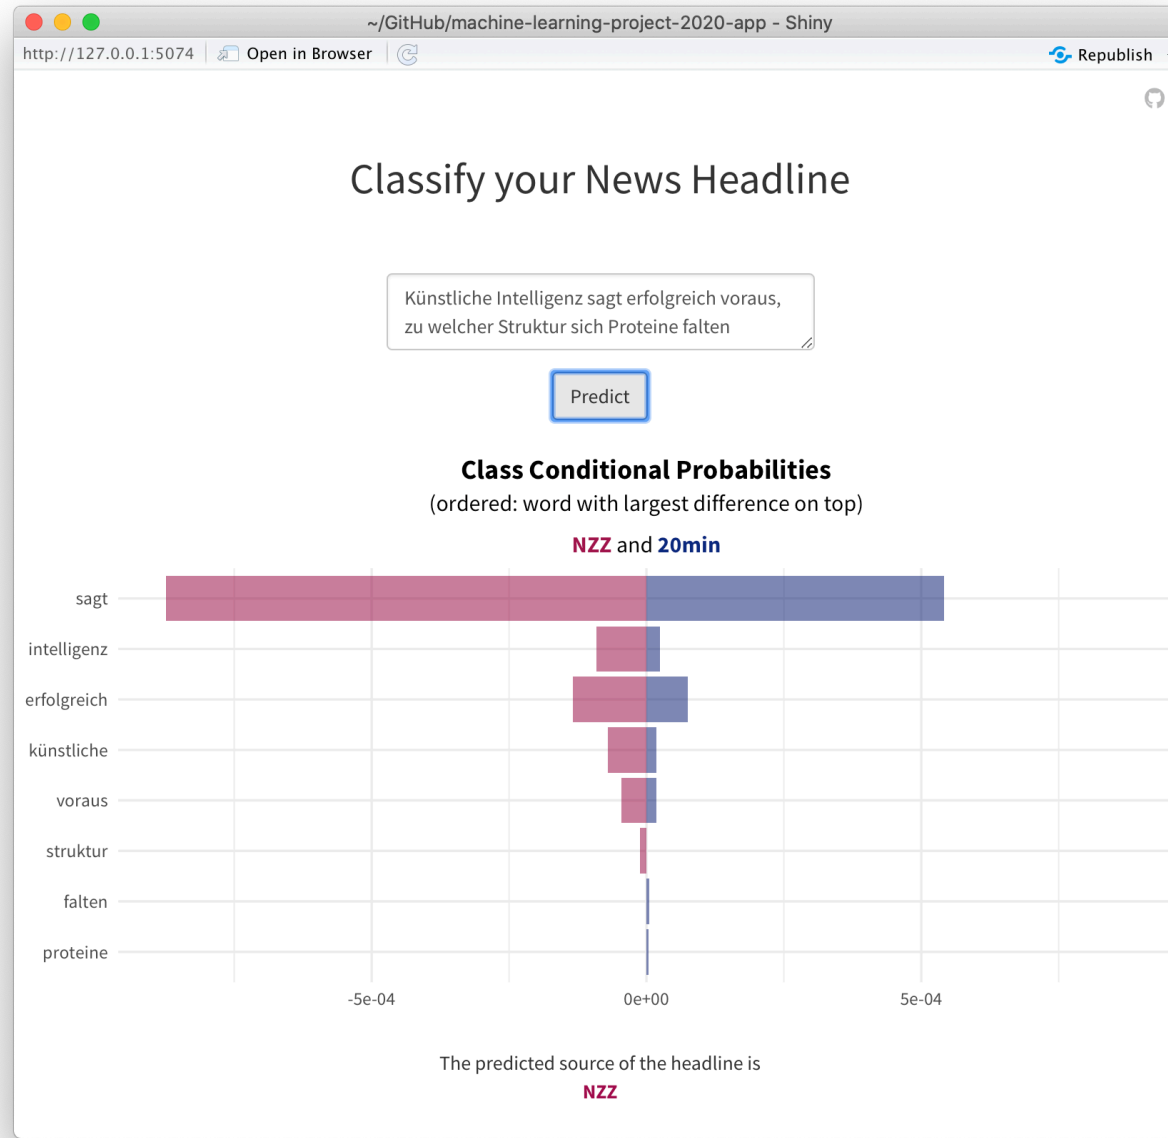 ~/GitHub/machine-learning-project-2020-app - Shiny
http://127.0.0.1:5074 Open in Browser Republish
Classify your News Headline
Künstliche Intelligenz sagt erfolgreich voraus,
zu welcher Struktur sich Proteine falten
Predict
Class Conditional Probabilities
(ordered: word with largest difference on top)
NZZ and 20min
sagt
intelligenz
erfolgreich
künstliche
voraus
struktur
falten
proteine
-5e-04 0e+00 5e-04
The predicted source of the headline is
NZZ